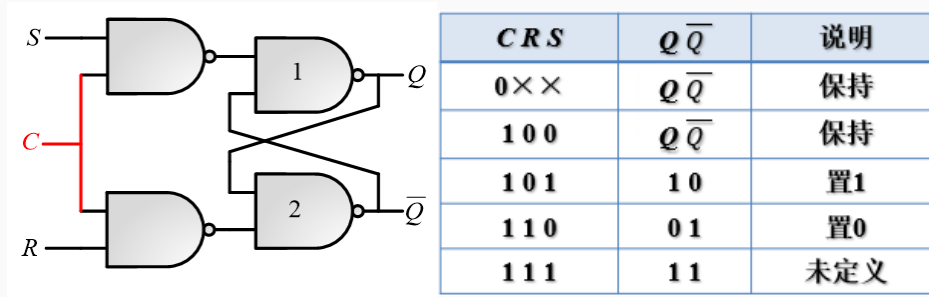 S
C
R
1
2
Q
Q̅
C R S Q Q̅ 说明
0×× Q Q̅ 保持
1 0 0 Q Q̅ 保持
1 0 1 1 0 置1
1 1 0 0 1 置0
1 1 1 1 1 未定义